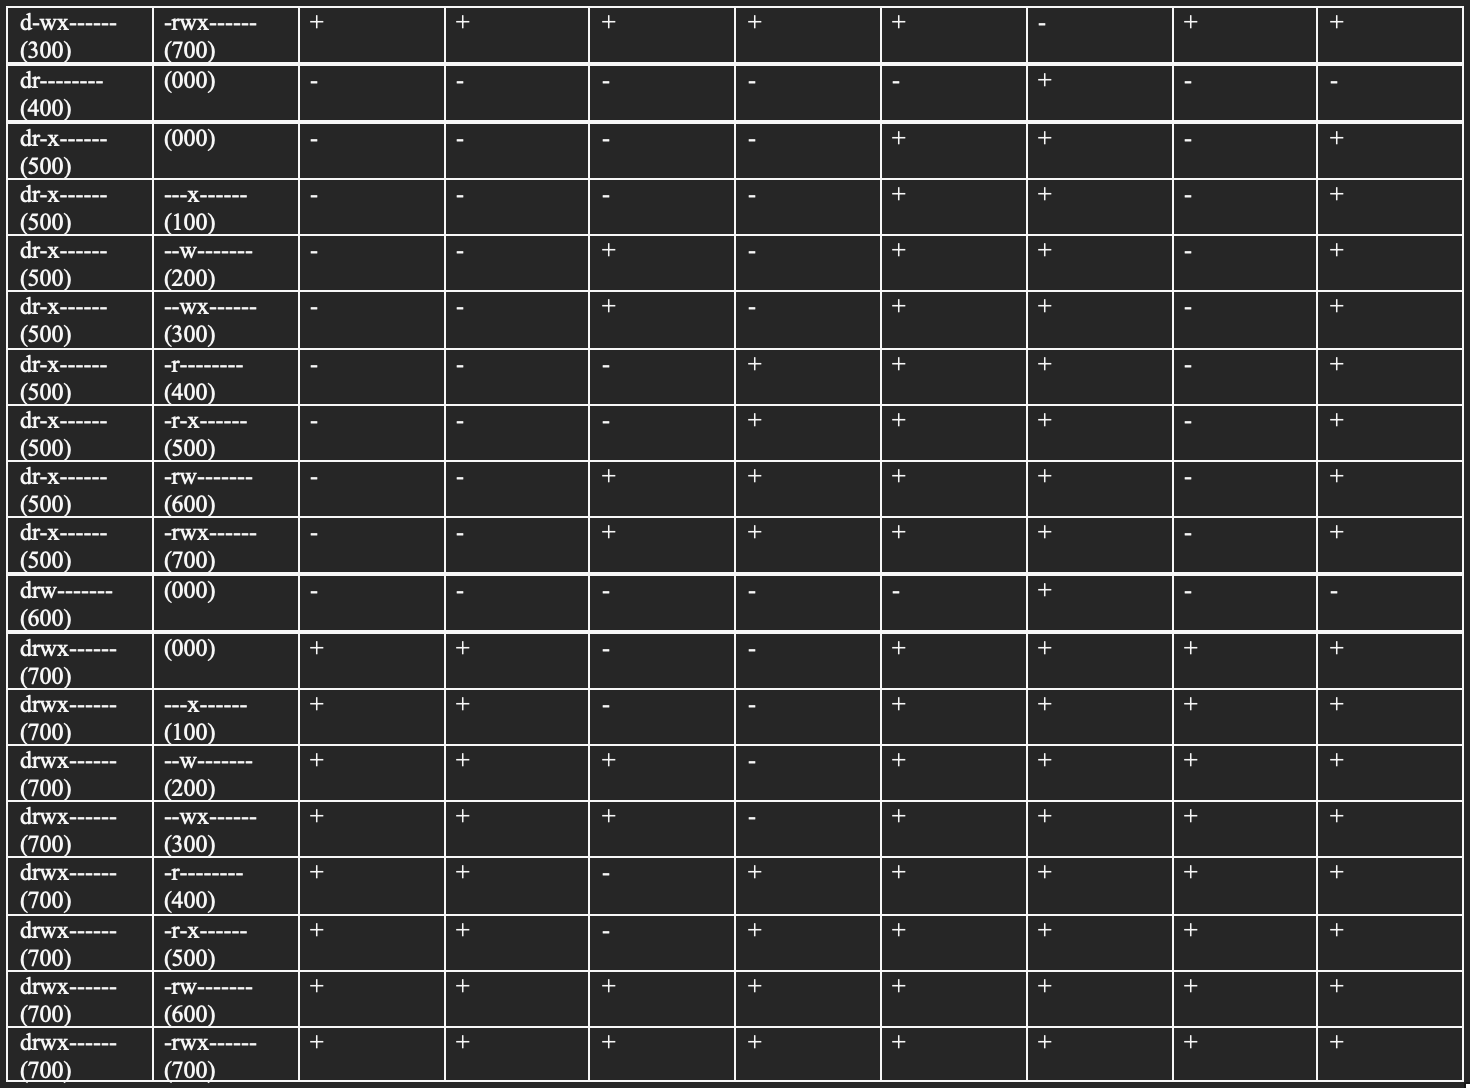 d-wx------ -rwx------ + + + + + - + +
(300) (700)
dr-------- (000) - - - - - + - -
(400)
dr-x------ (000) - - - - + + - +
(500)
dr-x------ ---x------ - - - - + + - +
(500) (100)
dr-x------ --w------- - - + - + + - +
(500) (200)
dr-x------ --wx------ - - + - + + - +
(500) (300)
dr-x------ -r-------- - - - + + + - +
(500) (400)
dr-x------ -r-x------ - - - + + + - +
(500) (500)
dr-x------ -rw------- - - + + + + - +
(500) (600)
dr-x------ -rwx------ - - + + + + - +
(500) (700)
drw------- (000) - - - - - + - -
(600)
drwx------ (000) + + - - + + + +
(700)
drwx------ ---x------ + + - - + + + +
(700) (100)
drwx------ --w------- + + + - + + + +
(700) (200)
drwx------ --wx------ + + + - + + + +
(700) (300)
drwx------ -r-------- + + - + + + + +
(700) (400)
drwx------ -r-x------ + + - + + + + +
(700) (500)
drwx------ -rw------- + + + + + + + +
(700) (600)
drwx------ -rwx------ + + + + + + + +
(700) (700)